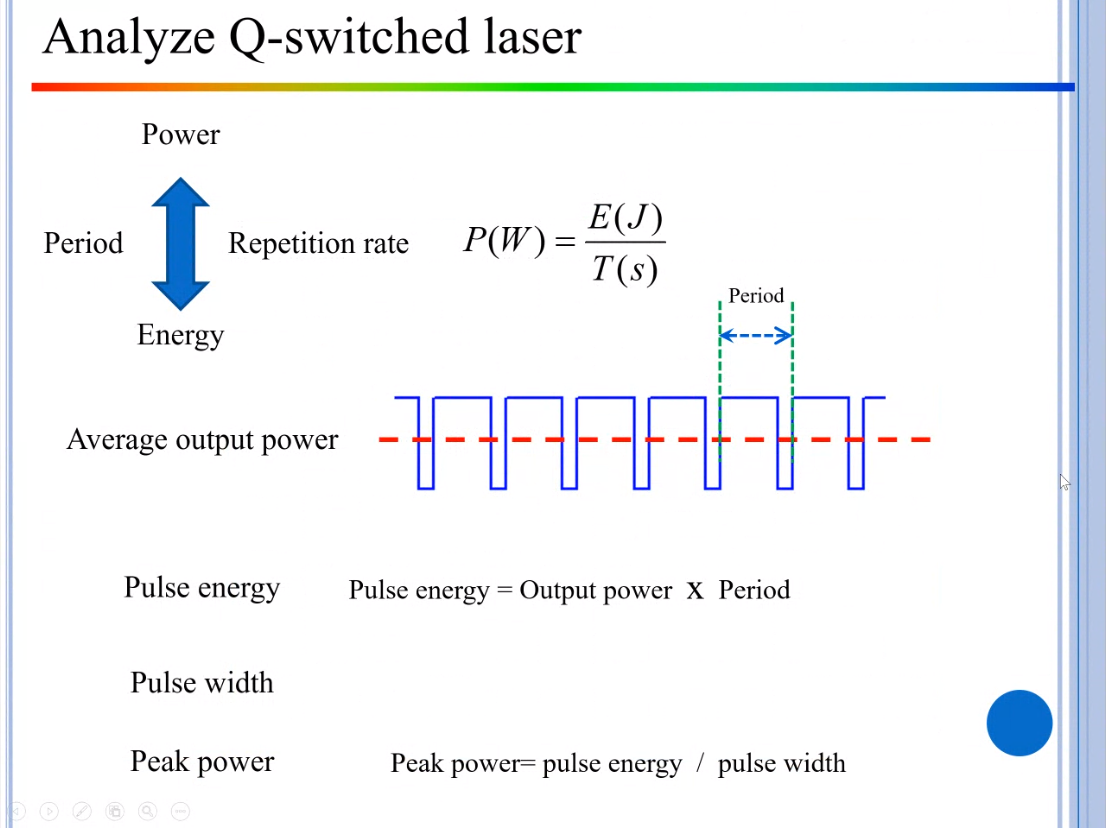 Analyze Q-switched laser
Power
Period
Repetition rate
P(W) = E(J) / T(s)
Period
Energy
Average output power
Pulse energy
Pulse energy = Output power X Period
Pulse width
Peak power
Peak power= pulse energy / pulse width